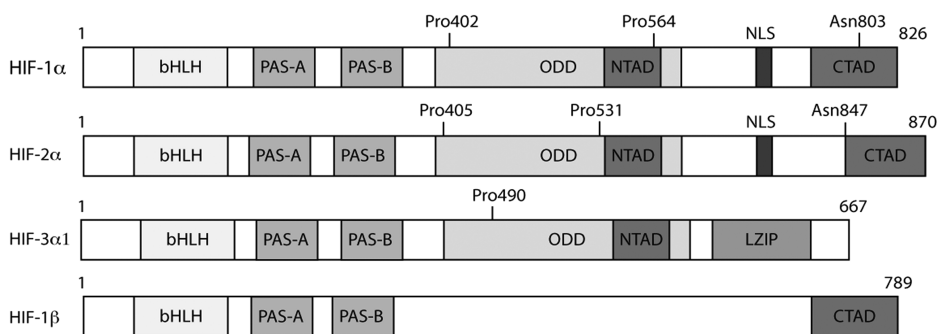 Pro402 Pro564 Asn803
1 NLS 826
HIF-1α bHLH PAS-A PAS-B ODD NTAD CTAD
Pro405 Pro531 Asn847
1 NLS 870
HIF-2α bHLH PAS-A PAS-B ODD NTAD CTAD
Pro490
1 667
HIF-3α1 bHLH PAS-A PAS-B ODD NTAD LZIP
1 789
HIF-1β bHLH PAS-A PAS-B CTAD